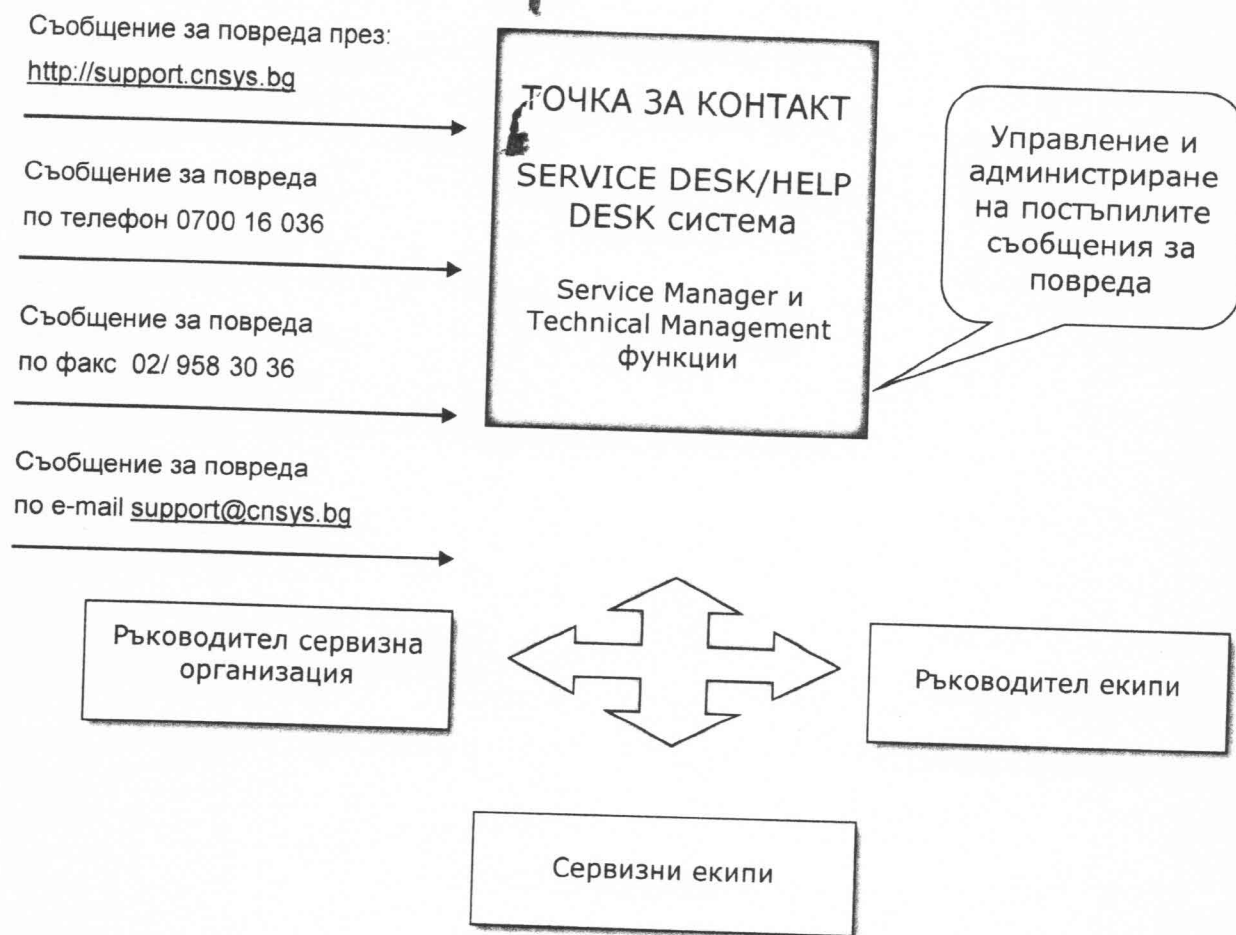 Съобщение за повреда през:
http://support.cnsys.bg
Съобщение за повреда
по телефон 0700 16 036
Съобщение за повреда
по факс 02/ 958 30 36
Съобщение за повреда
по e-mail support@cnsys.bg
ТОЧКА ЗА КОНТАКТ
SERVICE DESK/HELP
DESK система
Service Manager и
Technical Management
функции
Управление и
администриране
на постъпилите
съобщения за
повреда
Ръководител сервизна
организация
Ръководител екипи
Сервизни екипи